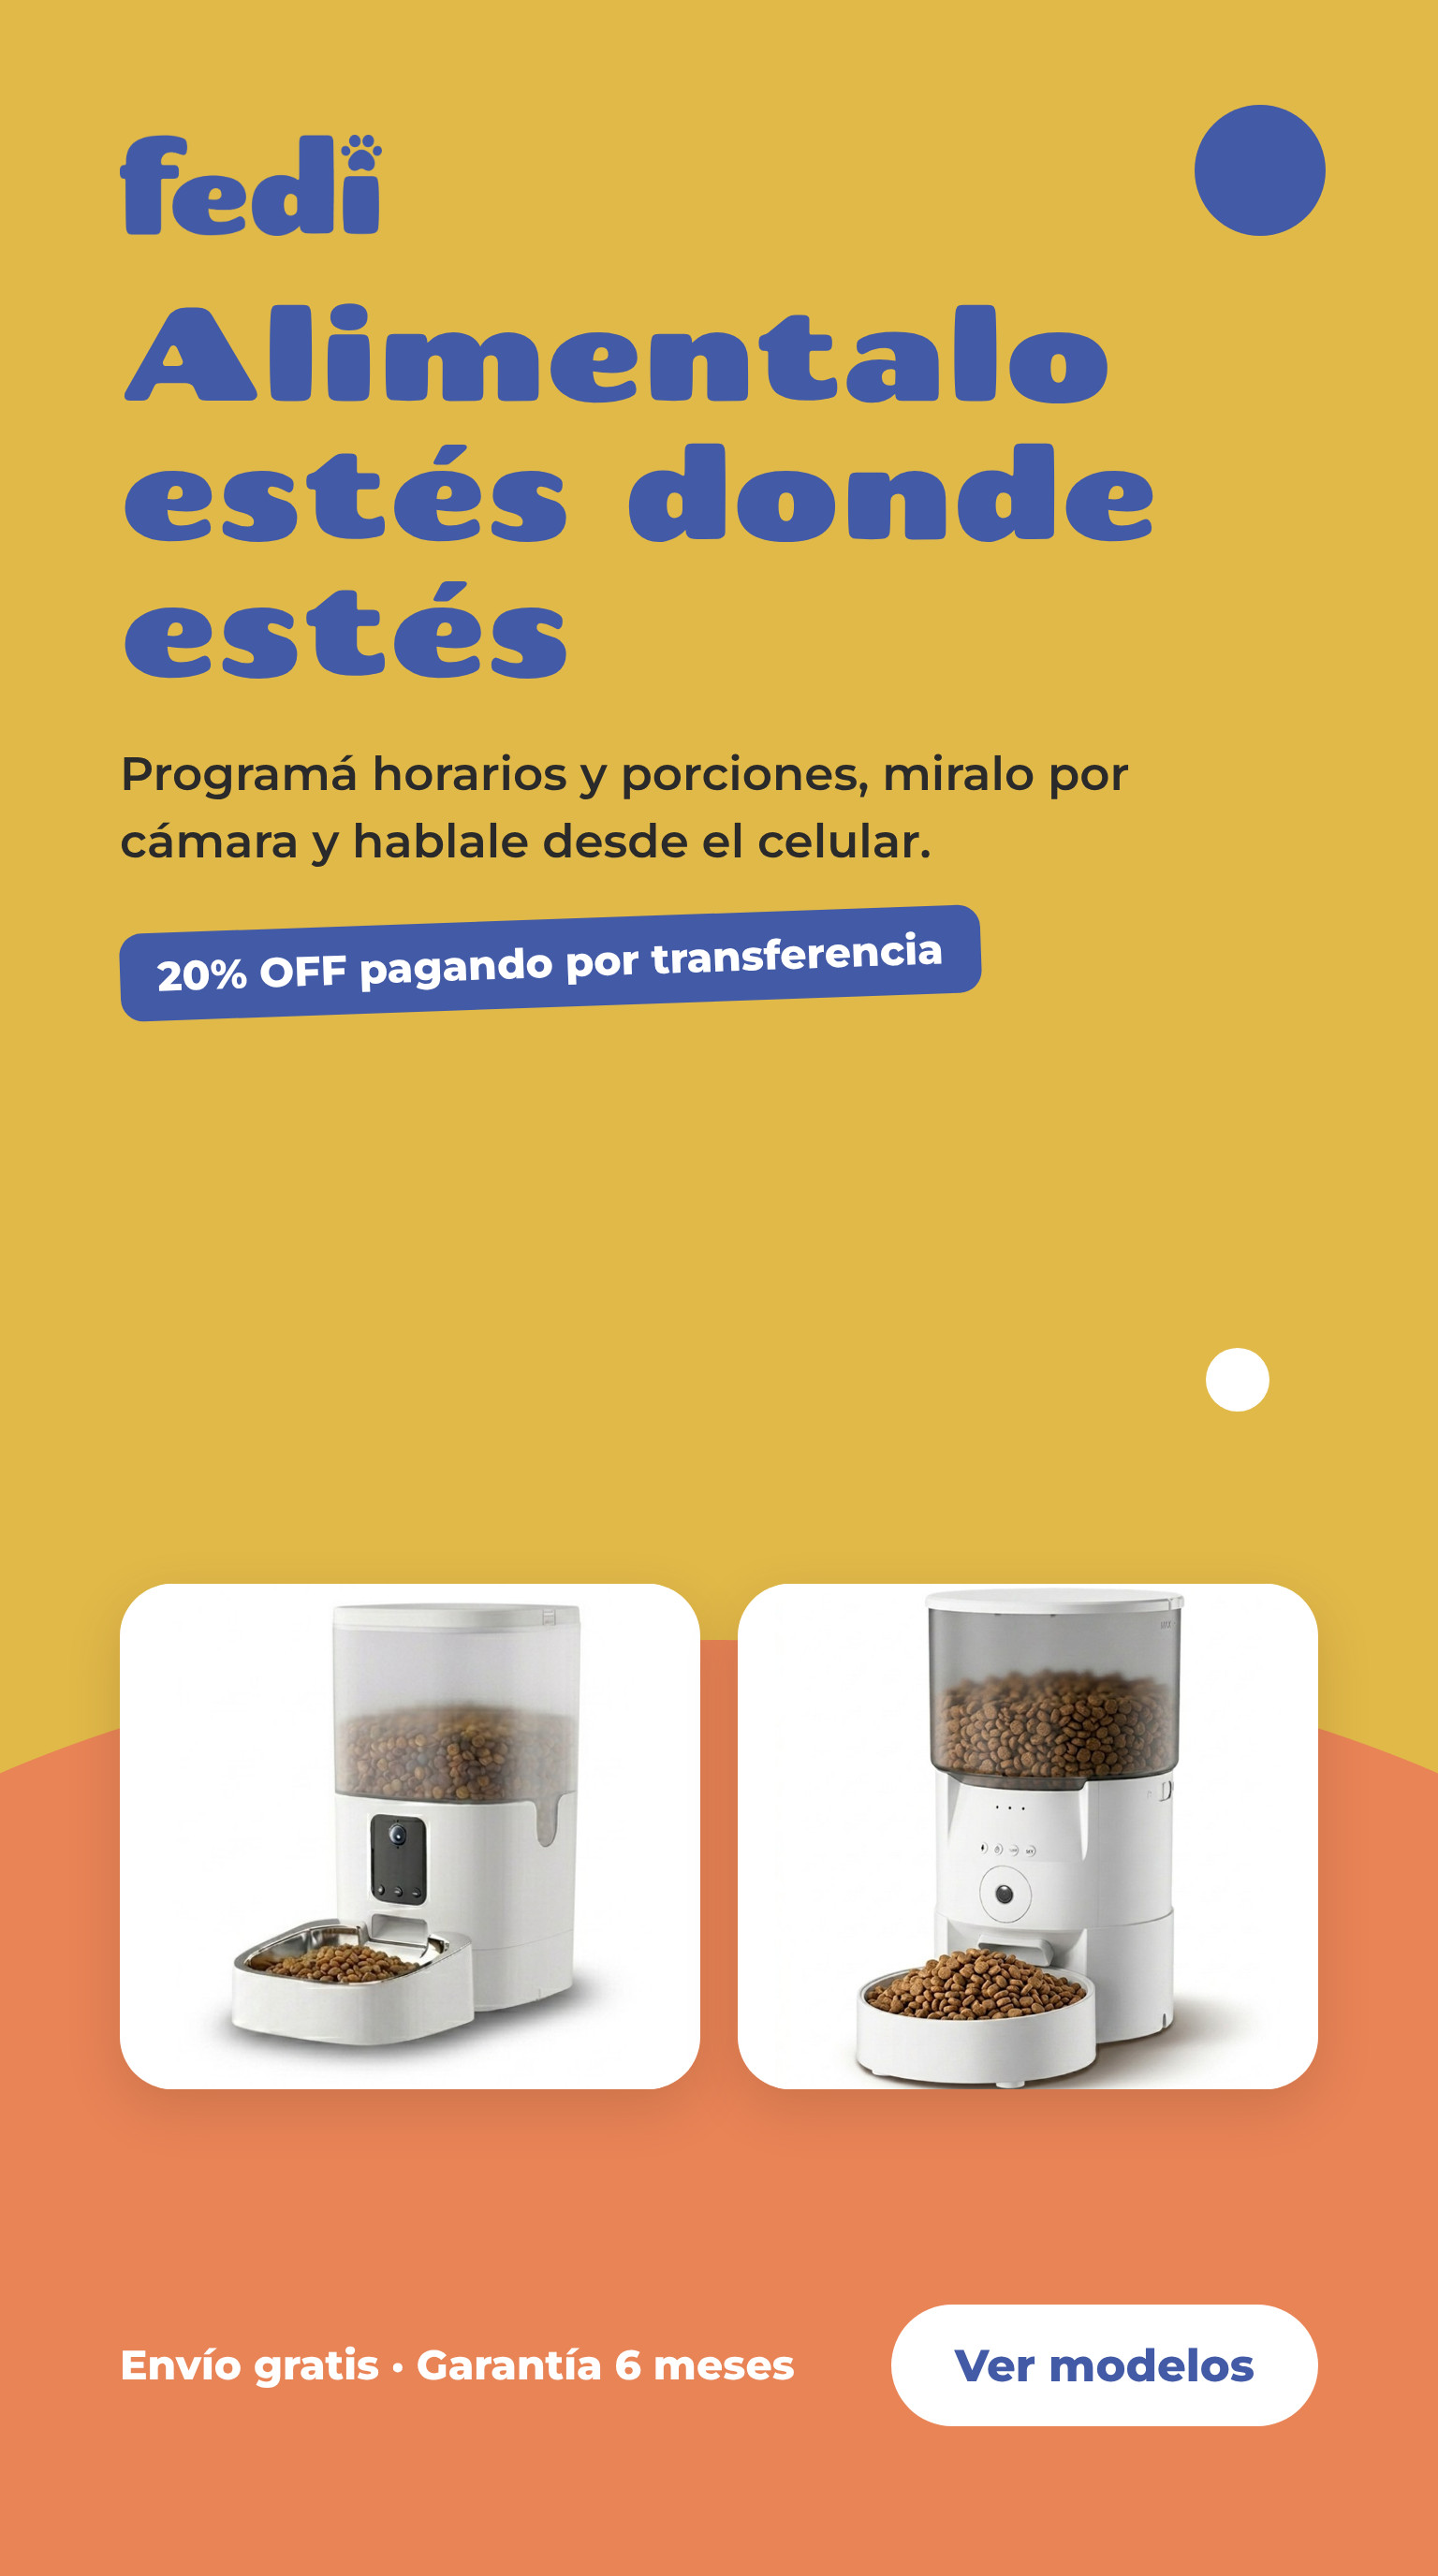 fedi
Alimentalo
estés donde
estés
Programá horarios y porciones, miralo por
cámara y hablale desde el celular.
20% OFF pagando por transferencia
Envío gratis · Garantía 6 meses
Ver modelos